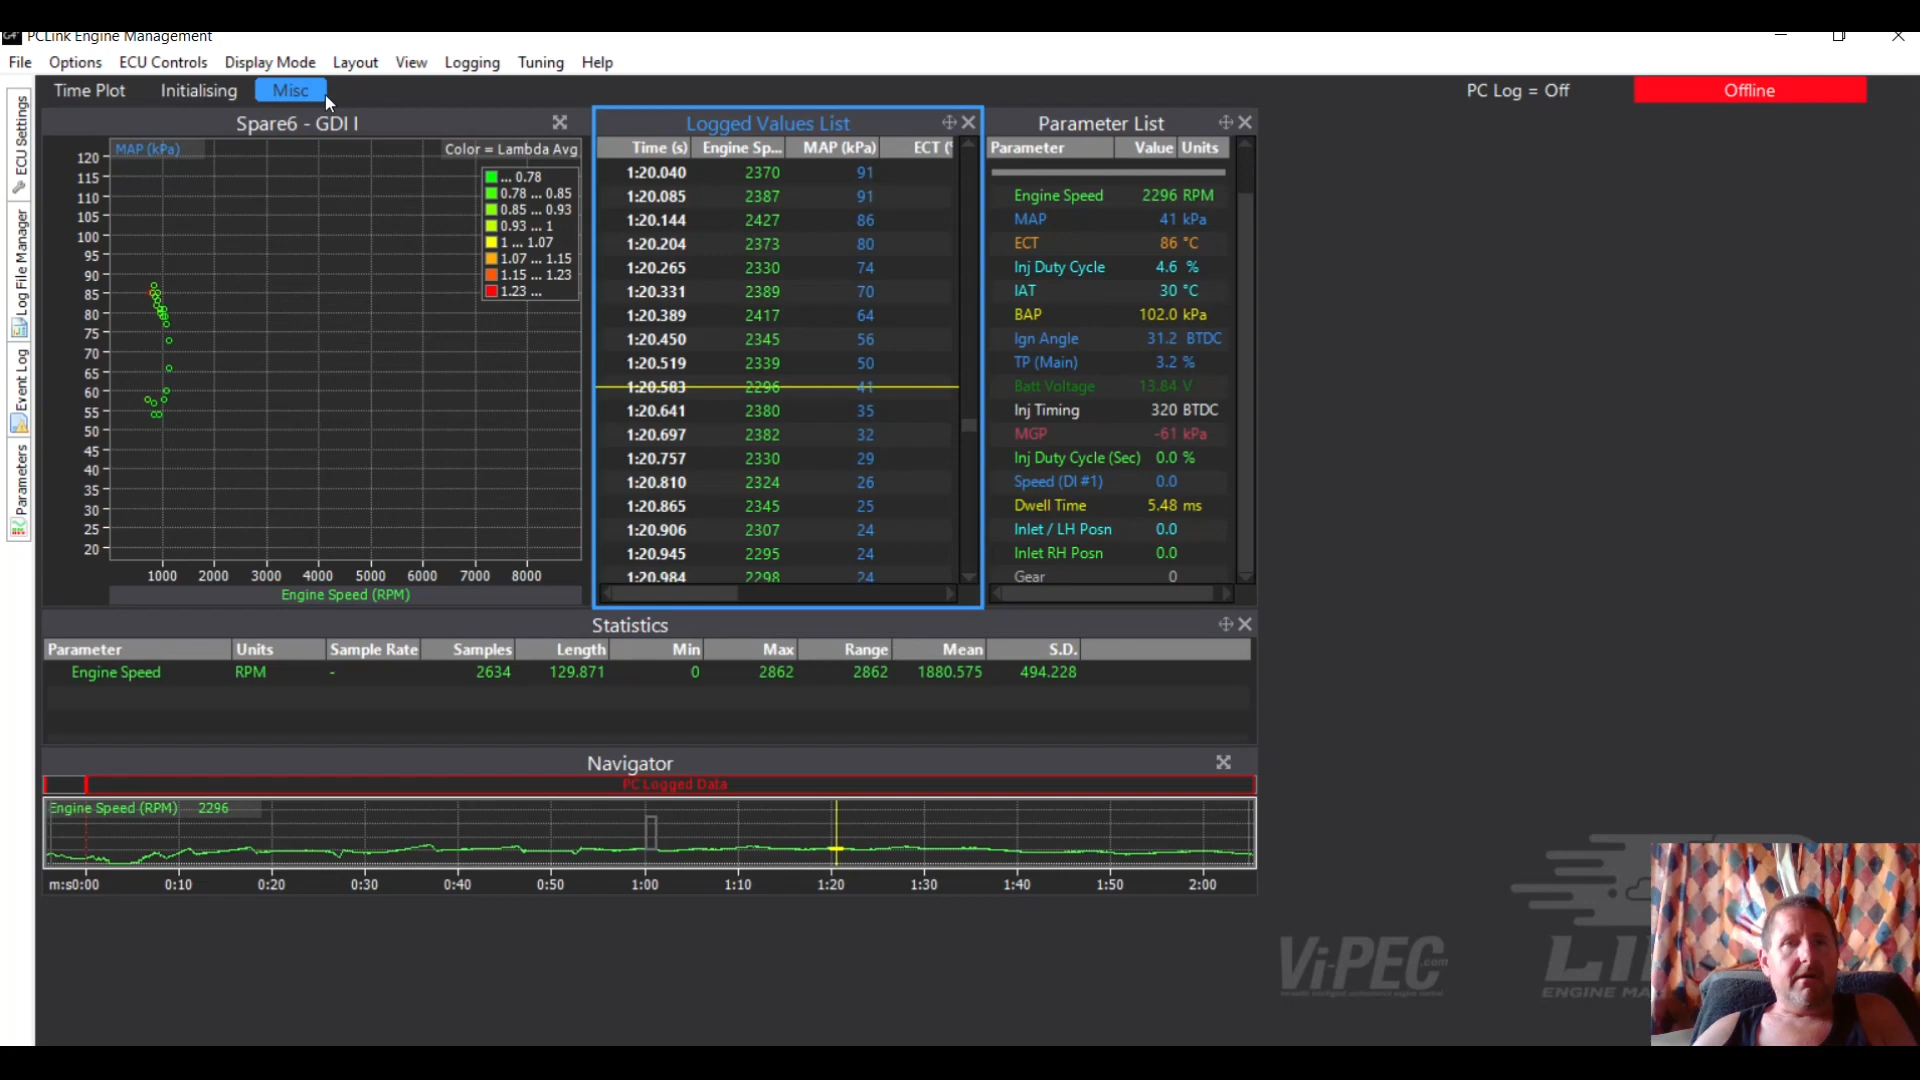 PCLink Engine Management
File Options ECU Controls Display Mode Layout View Logging Tuning Help
Time Plot Initialising Misc PC Log = Off Offline
ECU Settings
Log File Manager
Event Log
Parameters
Spare6 - GDI I
MAP (kPa) Color = Lambda Avg
... 0.78
0.78 ... 0.85
0.85 ... 0.93
0.93 ... 1
1 ... 1.07
1.07 ... 1.15
1.15 ... 1.23
1.23 ...
120
115
110
105
100
95
90
85
80
75
70
65
60
55
50
45
40
35
30
25
20
1000 2000 3000 4000 5000 6000 7000 8000
Engine Speed (RPM)
Logged Values List
Time (s) Engine Sp... MAP (kPa) ECT (
1:20.040 2370 91
1:20.085 2387 91
1:20.144 2427 86
1:20.204 2373 80
1:20.265 2330 74
1:20.331 2389 70
1:20.389 2417 64
1:20.450 2345 56
1:20.519 2339 50
1:20.583 2296 41
1:20.641 2380 35
1:20.697 2382 32
1:20.757 2330 29
1:20.810 2324 26
1:20.865 2345 25
1:20.906 2307 24
1:20.945 2295 24
1:20.984 2298 24
Parameter List
Parameter Value Units
Engine Speed 2296 RPM
MAP 41 kPa
ECT 86 °C
Inj Duty Cycle 4.6 %
IAT 30 °C
BAP 102.0 kPa
Ign Angle 31.2 BTDC
TP (Main) 3.2 %
Batt Voltage 13.84 V
Inj Timing 320 BTDC
MGP -61 kPa
Inj Duty Cycle (Sec) 0.0 %
Speed (DI #1) 0.0
Dwell Time 5.48 ms
Inlet / LH Posn 0.0
Inlet RH Posn 0.0
Gear 0
Statistics
Parameter Units Sample Rate Samples Length Min Max Range Mean S.D.
Engine Speed RPM - 2634 129.871 0 2862 2862 1880.575 494.228
Navigator
PC Logged Data
Engine Speed (RPM) 2296
m:s0:00 0:10 0:20 0:30 0:40 0:50 1:00 1:10 1:20 1:30 1:40 1:50 2:00
Vi-PEC.com